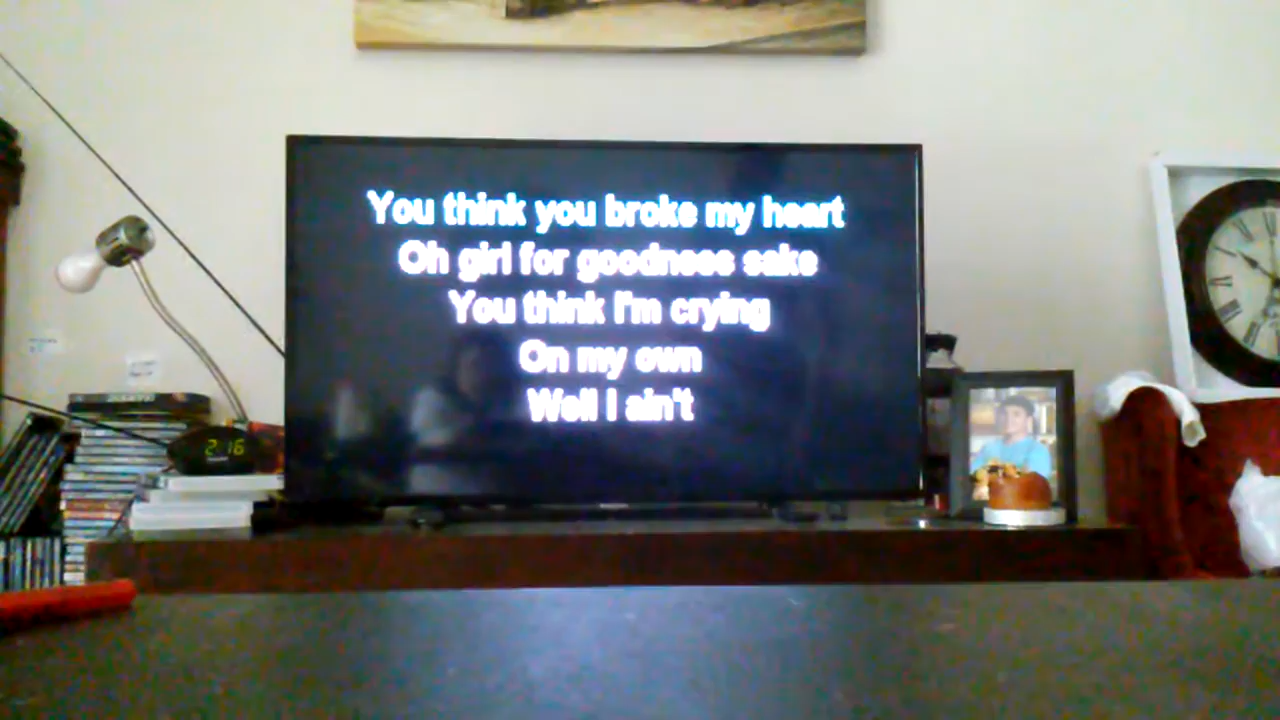 You think you broke my heart
Oh girl for goodness sake
You think I'm crying
On my own
Well I ain't
2:16